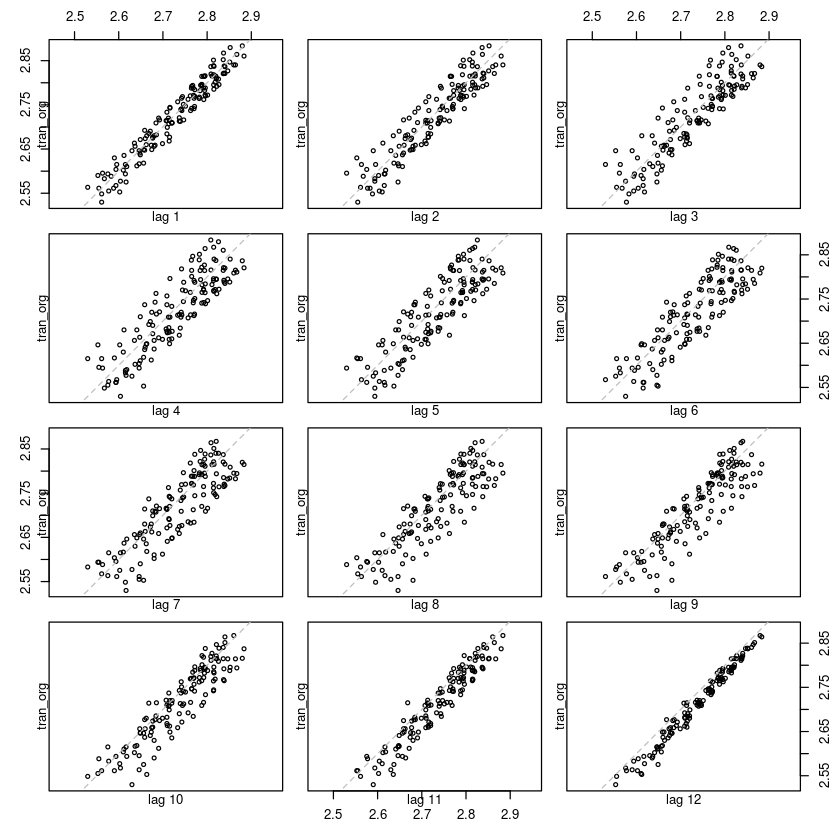 2.5 2.6 2.7 2.8 2.9
2.5 2.6 2.7 2.8 2.9
2.55 2.65 2.75 2.85
tran_org
tran_org
tran_org
lag 1
lag 2
lag 3
tran_org
tran_org
tran_org
2.55 2.65 2.75 2.85
lag 4
lag 5
lag 6
2.55 2.65 2.75 2.85
tran_org
tran_org
tran_org
lag 7
lag 8
lag 9
tran_org
tran_org
tran_org
2.55 2.65 2.75 2.85
lag 10
lag 11
lag 12
2.5 2.6 2.7 2.8 2.9